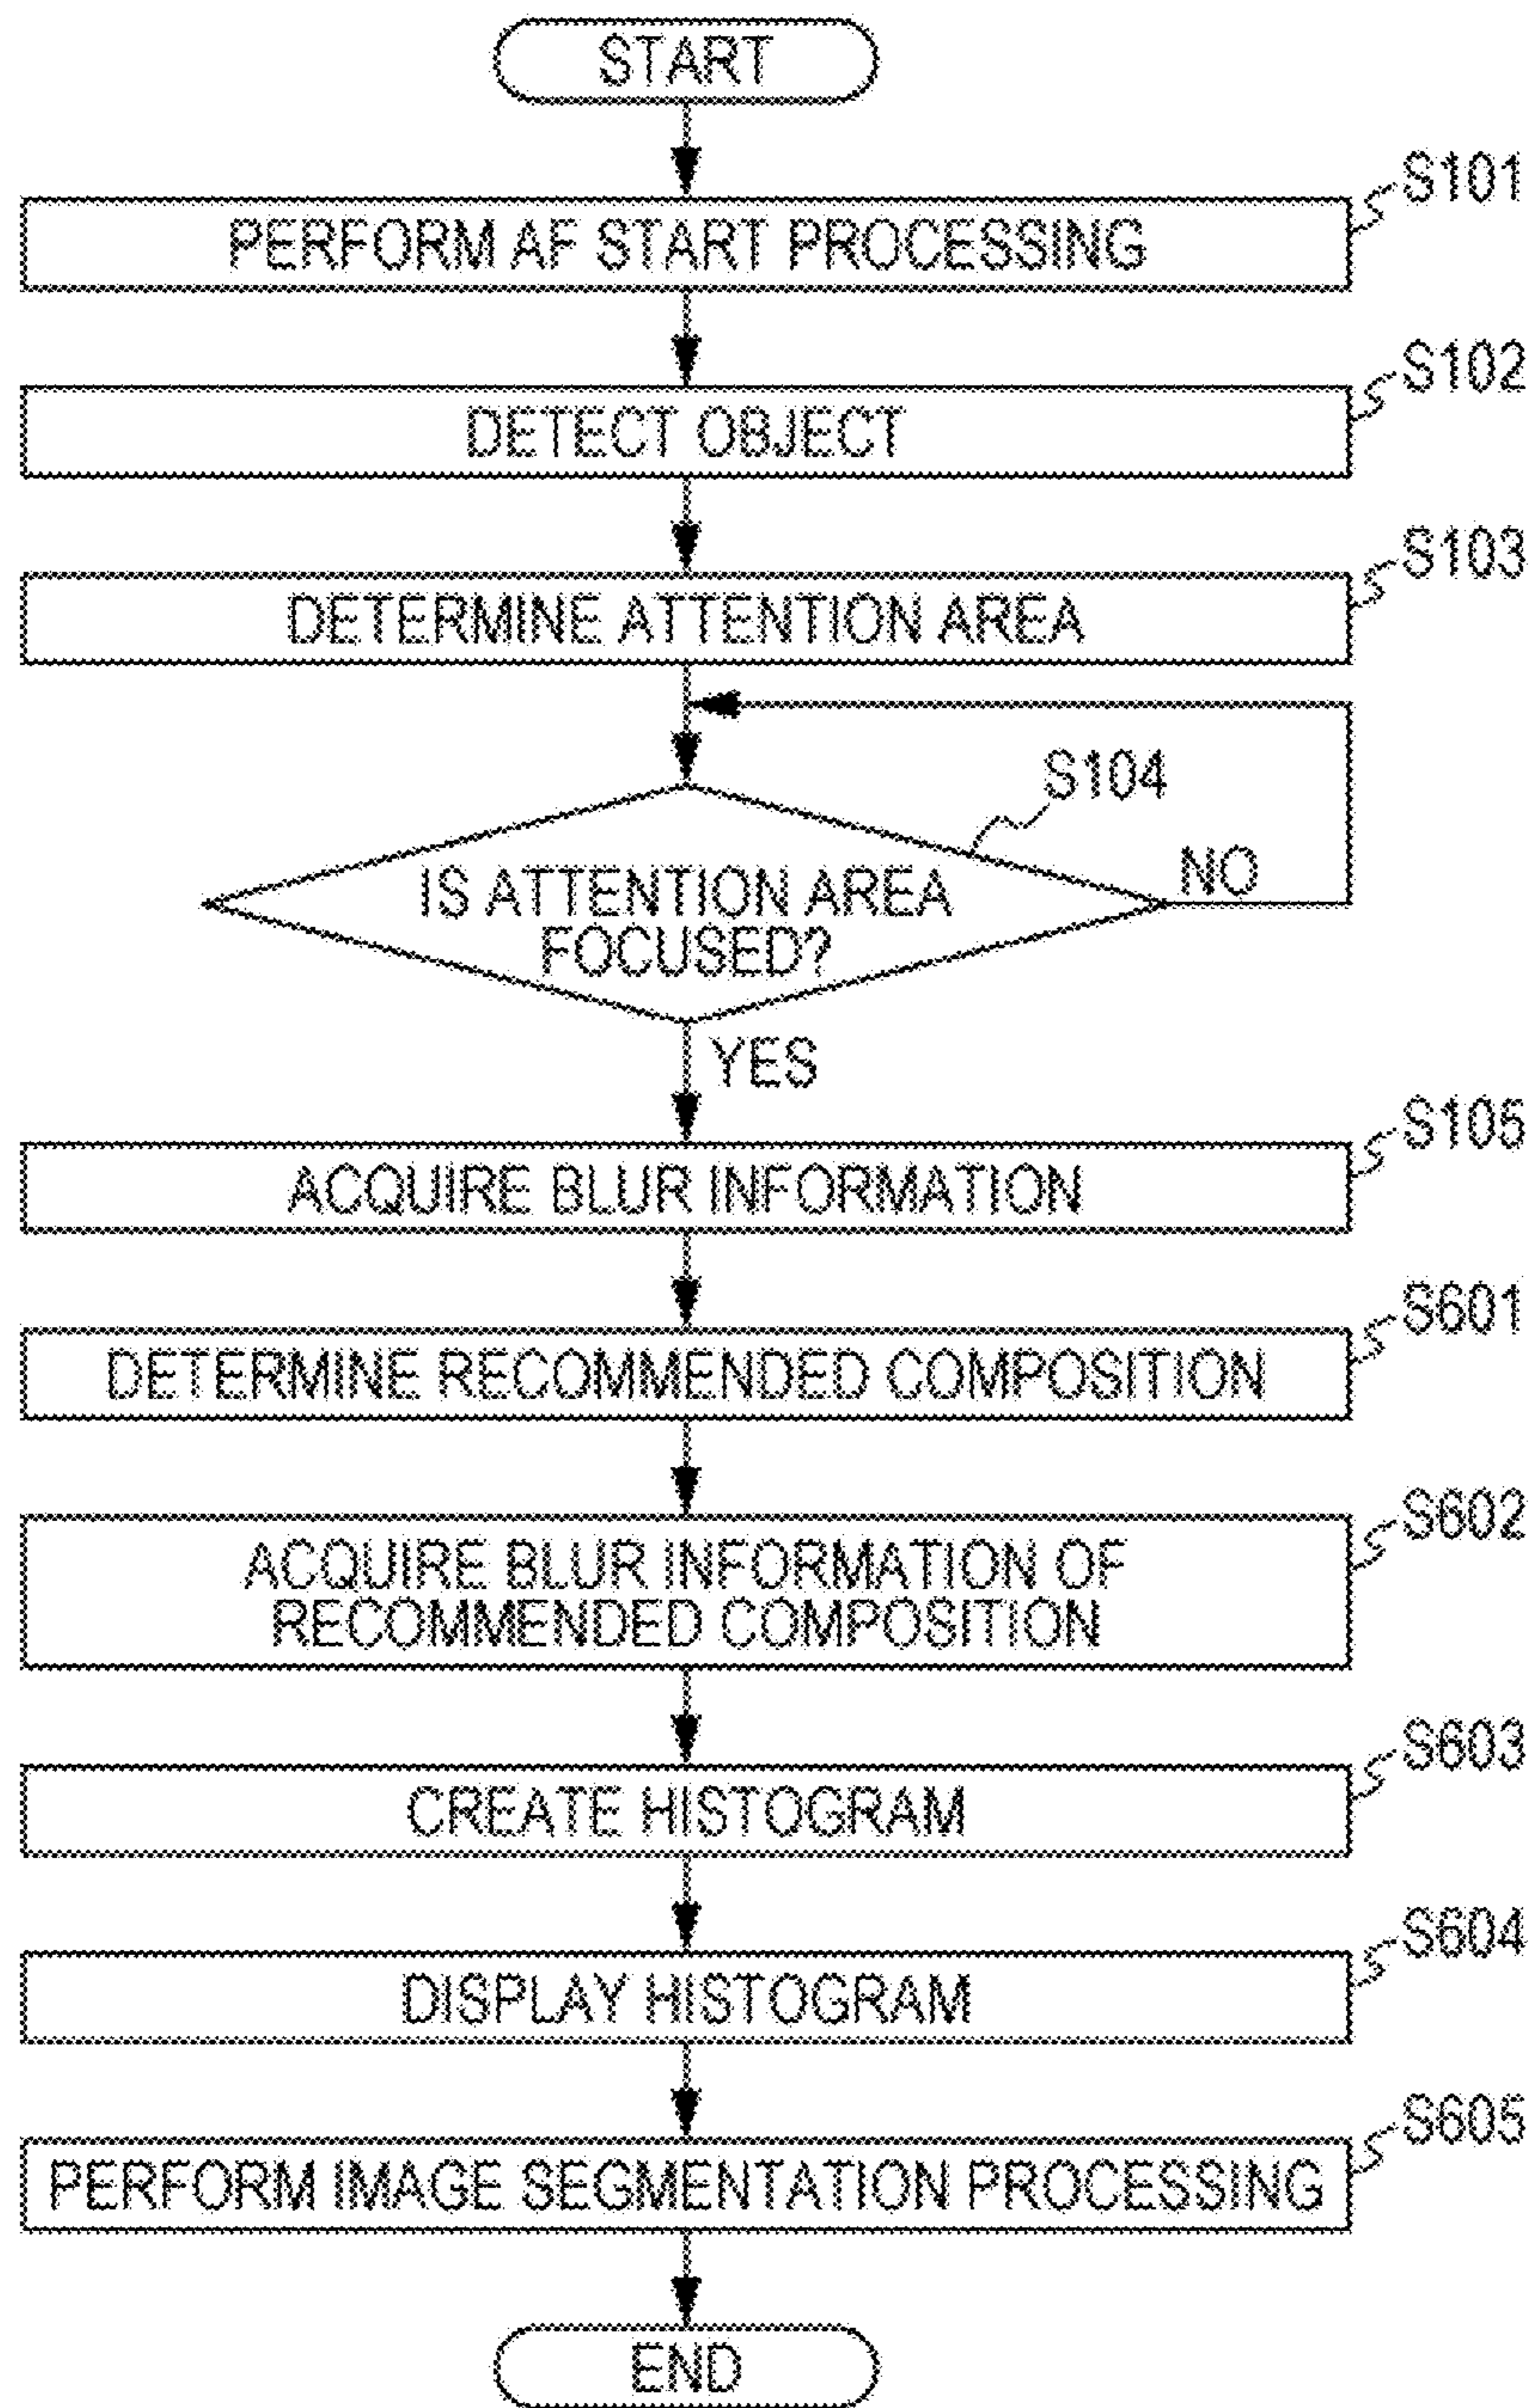 START
S101
PERFORM AF START PROCESSING
S102
DETECT OBJECT
S103
DETERMINE ATTENTION AREA
S104
IS ATTENTION AREA
FOCUSED?
NO
YES
S105
ACQUIRE BLUR INFORMATION
S601
DETERMINE RECOMMENDED COMPOSITION
S602
ACQUIRE BLUR INFORMATION OF
RECOMMENDED COMPOSITION
S603
CREATE HISTOGRAM
S604
DISPLAY HISTOGRAM
S605
PERFORM IMAGE SEGMENTATION PROCESSING
END